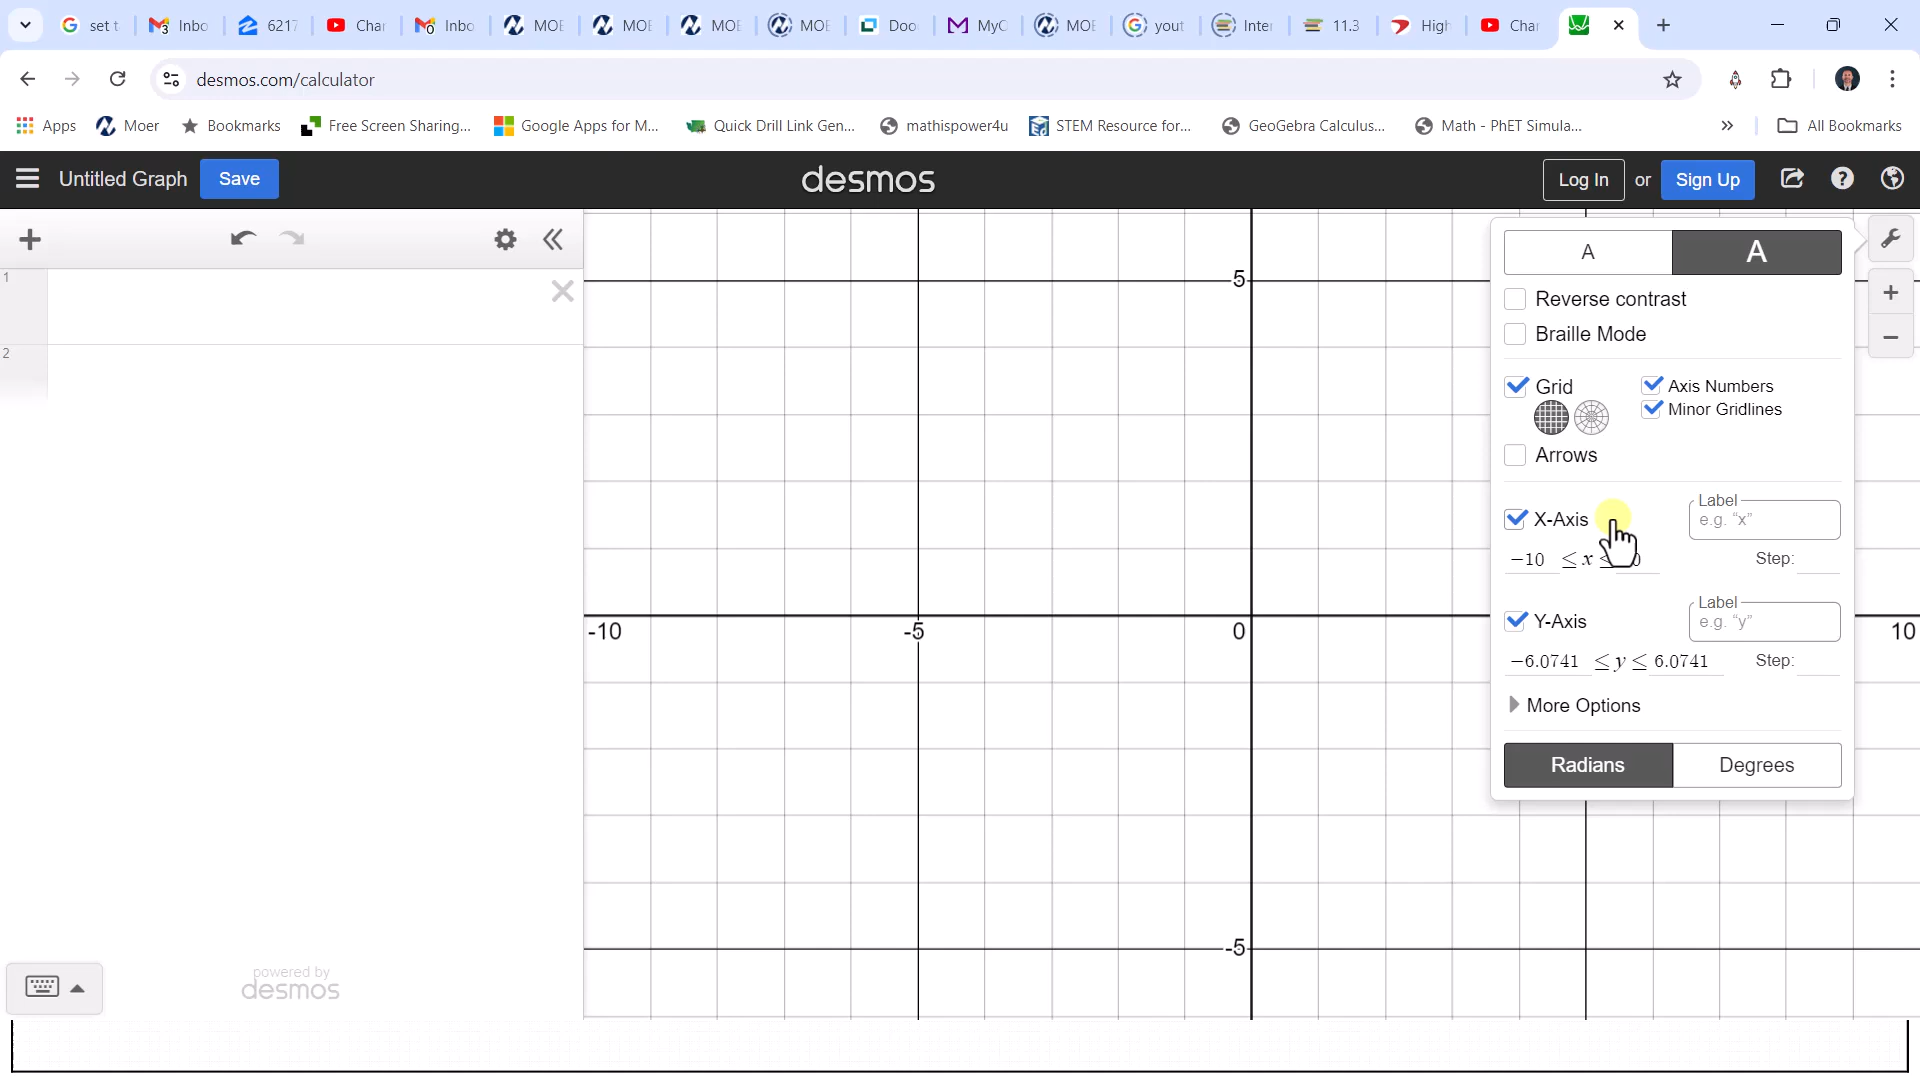 set t
Inbo
6217
Chan
Inbo
MOE
MOE
MOE
MOE
Doo
MyC
MOE
yout
Inter
11.3
High
Chan
desmos.com/calculator
Apps
Moer
Bookmarks
Free Screen Sharing...
Google Apps for M...
Quick Drill Link Gen...
mathispower4u
STEM Resource for...
GeoGebra Calculus...
Math - PhET Simula...
»
All Bookmarks
Untitled Graph
Save
desmos
Log In
or
Sign Up
A
A
Reverse contrast
Braille Mode
Grid
Axis Numbers
Minor Gridlines
Arrows
X-Axis
Label
e.g. “x”
−10 ≤ x ≤
Step:
Y-Axis
Label
e.g. “y”
−6.0741 ≤ y ≤ 6.0741
Step:
More Options
Radians
Degrees
1
2
5
-10
-5
0
10
-5
powered by
desmos